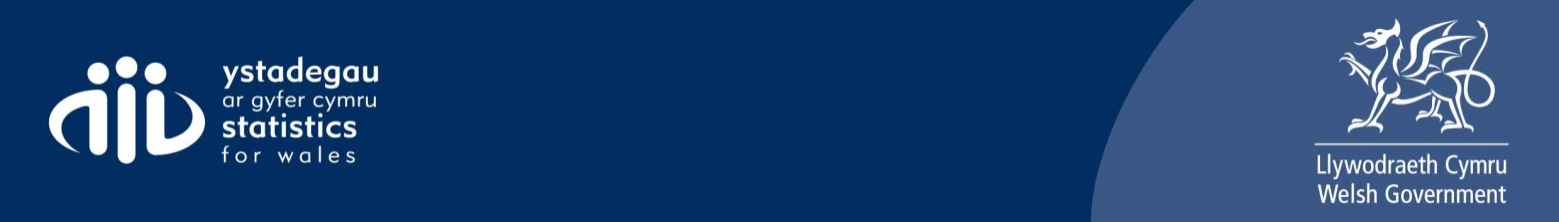 ystadegau
ar gyfer cymru
statistics
for wales
Llywodraeth Cymru
Welsh Government